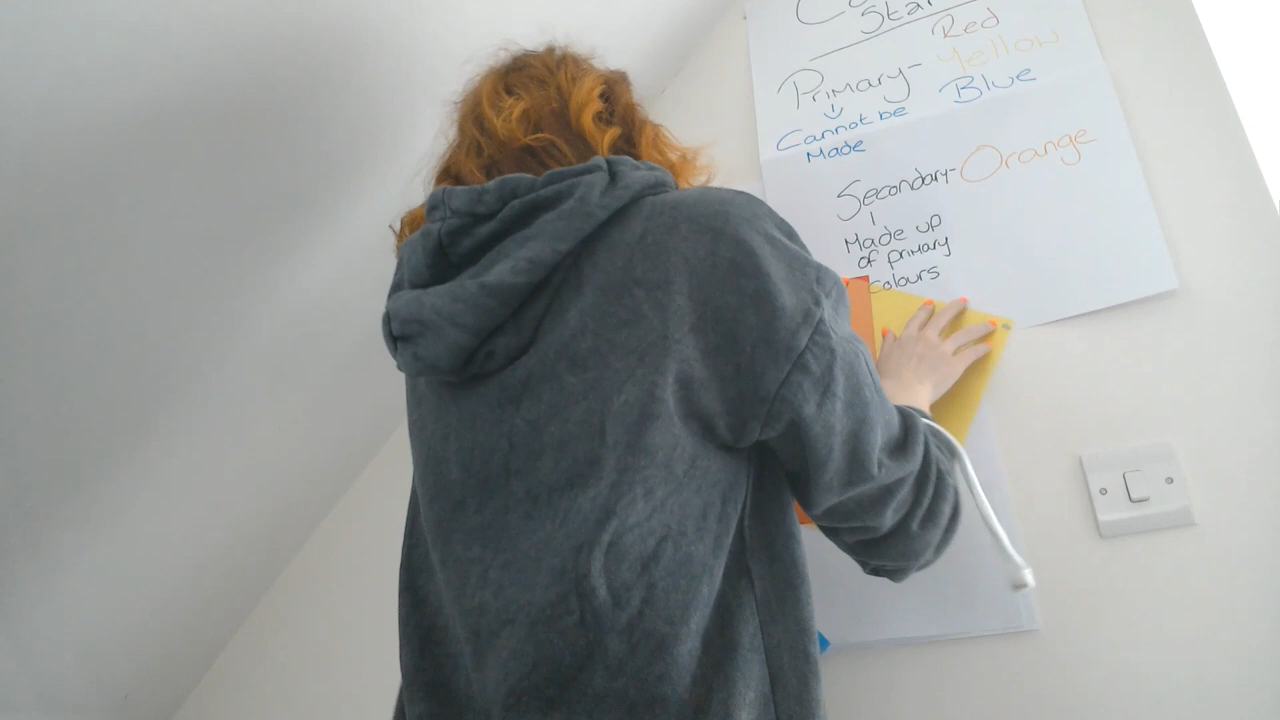 Star
Red
Primary- Yellow
Blue
Cannot be
Made
Secondary- Orange
Made up
of primary
colours